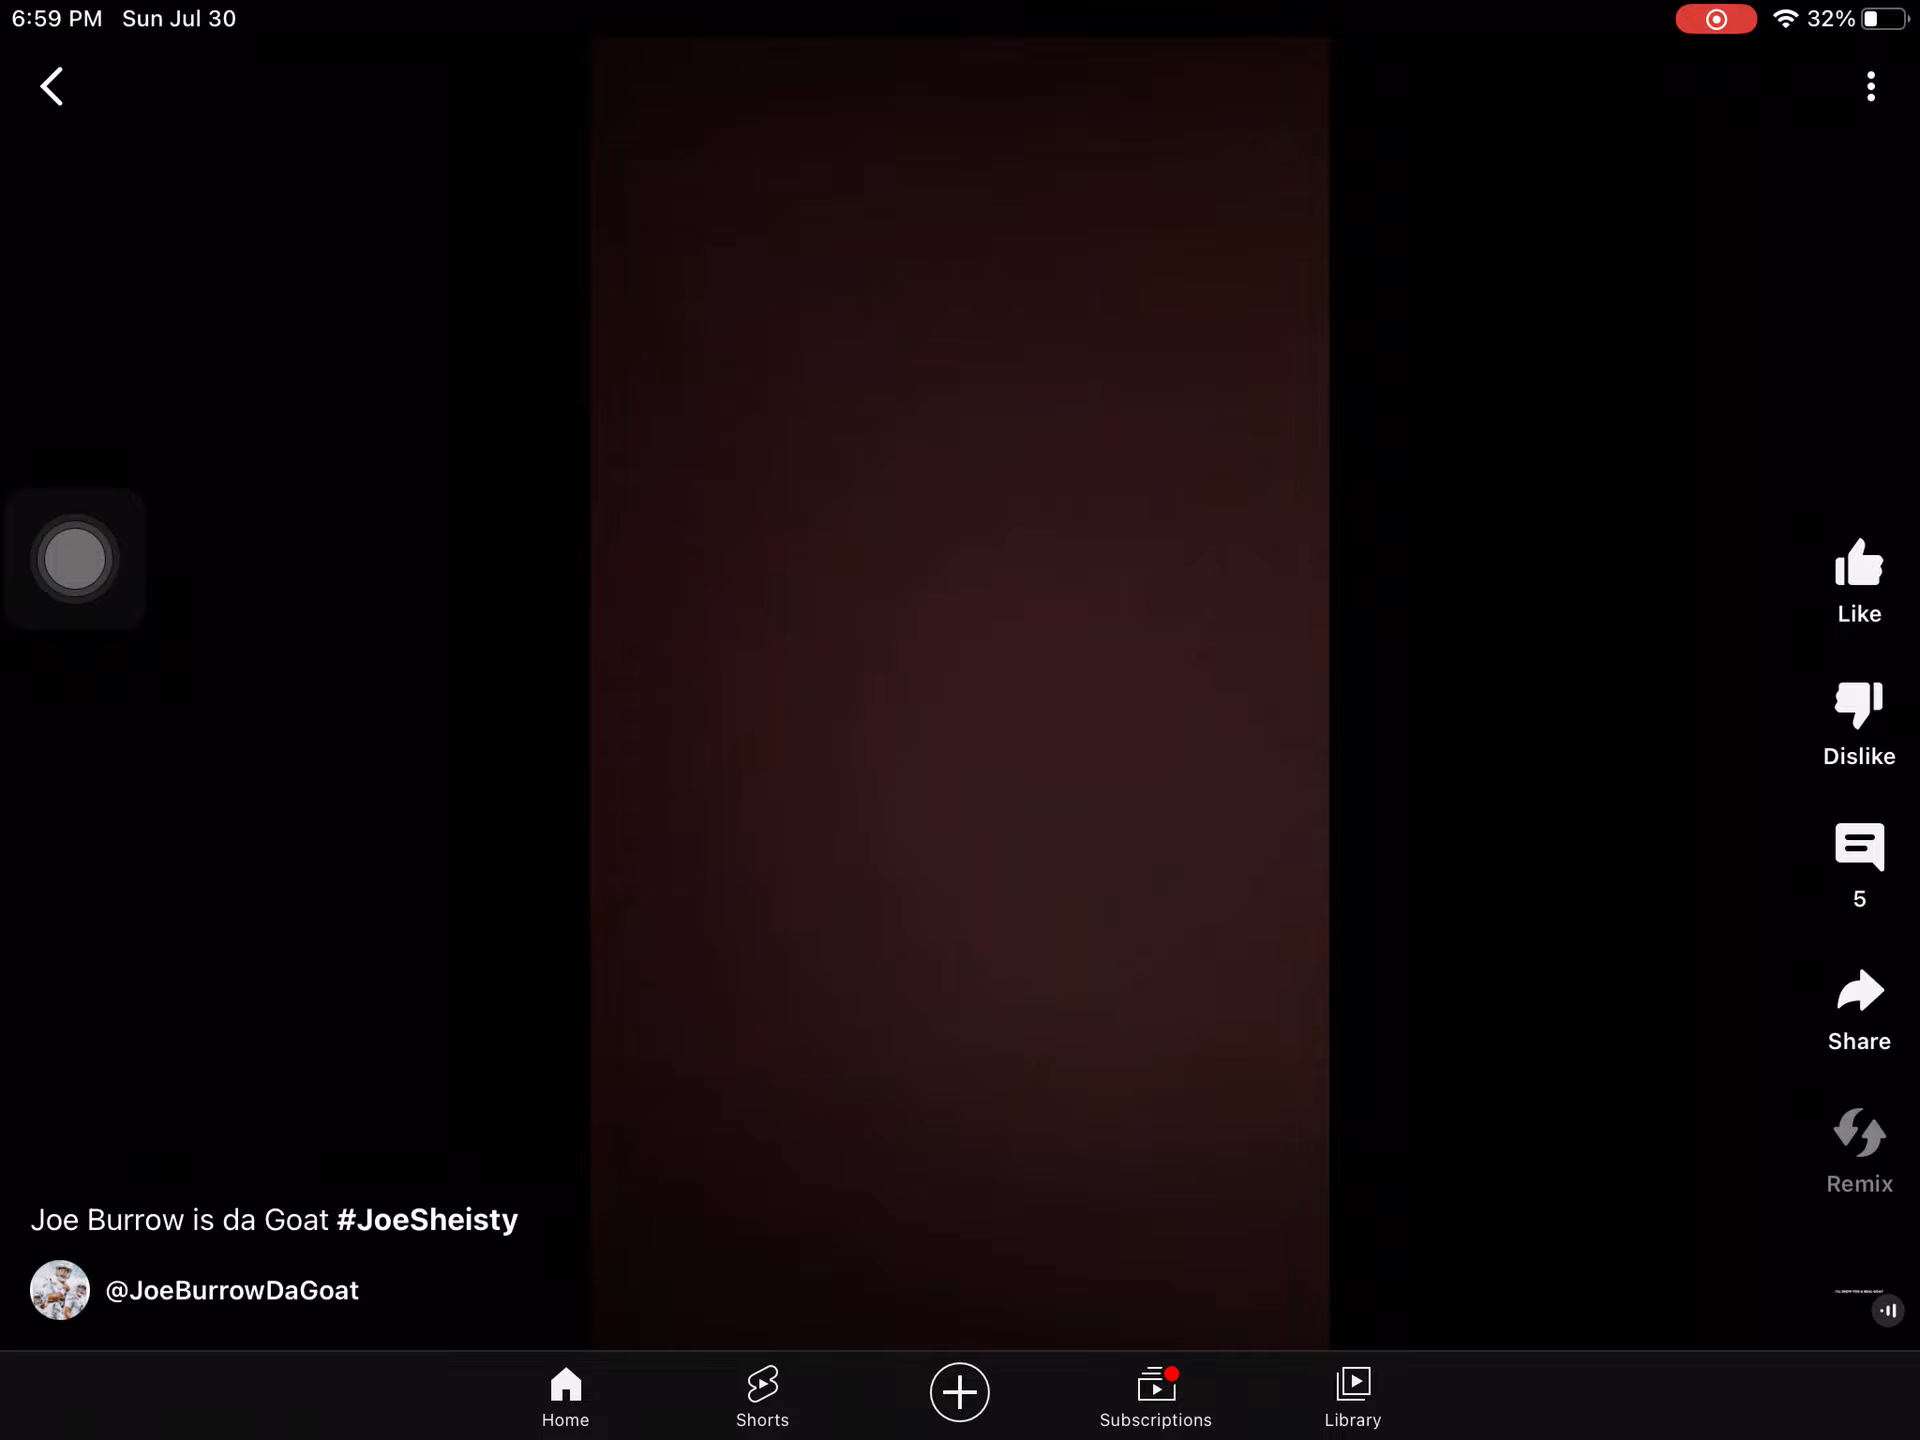 6:59 PM Sun Jul 30
32%
Like
Dislike
5
Share
Remix
Joe Burrow is da Goat #JoeSheisty
@JoeBurrowDaGoat
Home
Shorts
Subscriptions
Library